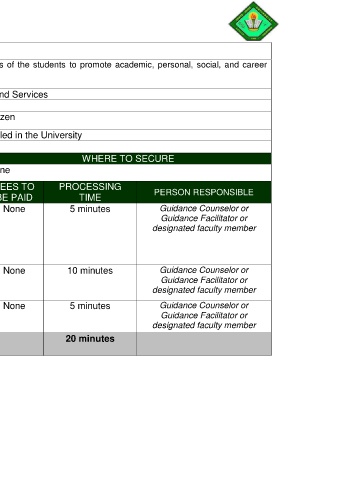 s of the students to promote academic, personal, social, and career
nd Services
zen
led in the University
WHERE TO SECURE
ne
EES TO
BE PAID
PROCESSING
TIME
PERSON RESPONSIBLE
None
5 minutes
Guidance Counselor or
Guidance Facilitator or
designated faculty member
None
10 minutes
Guidance Counselor or
Guidance Facilitator or
designated faculty member
None
5 minutes
Guidance Counselor or
Guidance Facilitator or
designated faculty member
20 minutes